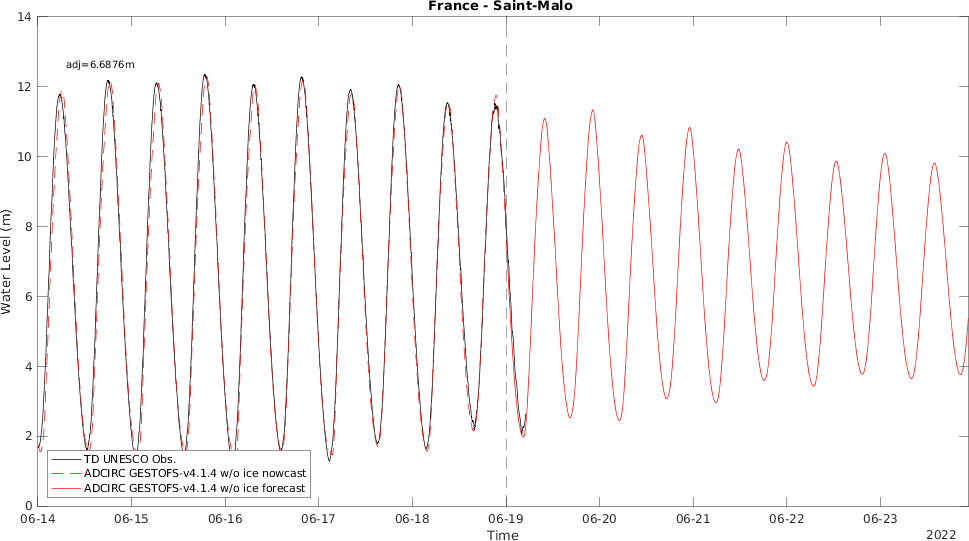 France - Saint-Malo
14
adj=6.6876m
12
10
8
6
4
2
0
Water Level (m)
TD UNESCO Obs.
ADCIRC GESTOFS-v4.1.4 w/o ice nowcast
ADCIRC GESTOFS-v4.1.4 w/o ice forecast
06-14 06-15 06-16 06-17 06-18 06-19 06-20 06-21 06-22 06-23
Time
2022